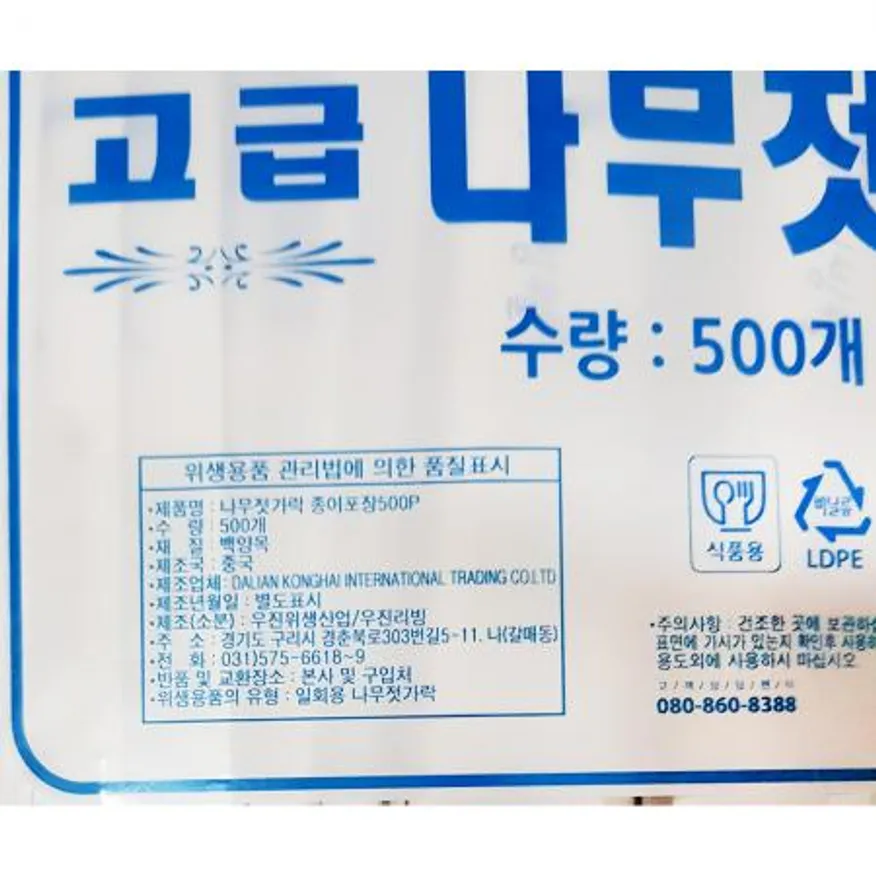 고급 나무젓
수량 : 500개
위생용품 관리법에 의한 품질표시
•제품명 : 나무젓가락 종이포장500P
•수 량 : 500개
•재 질 : 백양목
•제조국 : 중국
•제조업체: DALIAN KONGHAI INTERNATIONAL TRADING CO.LTD
•제조년월일 : 별도표시
•제조(소분) : 우진위생산업/우진리빙
•주 소 : 경기도 구리시 경춘북로303번길5-11. 나(갈매동)
•전 화 : 031)575-6618~9
•반품 및 교환장소 : 본사 및 구입처
•위생용품의 유형 : 일회용 나무젓가락
식품용
비닐류
LDPE
•주의사항 : 건조한 곳에 보관하
표면에 가시가 있는지 확인후 사용하
용도외에 사용하시 마십시오
080-860-8388